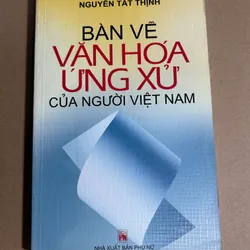 NGUYỄN TẤT THỊNH
BÀN VỀ
VĂN HÓA
ỨNG XỬ
CỦA NGƯỜI VIỆT NAM
NHÀ XUẤT BẢN PHỤ NỮ